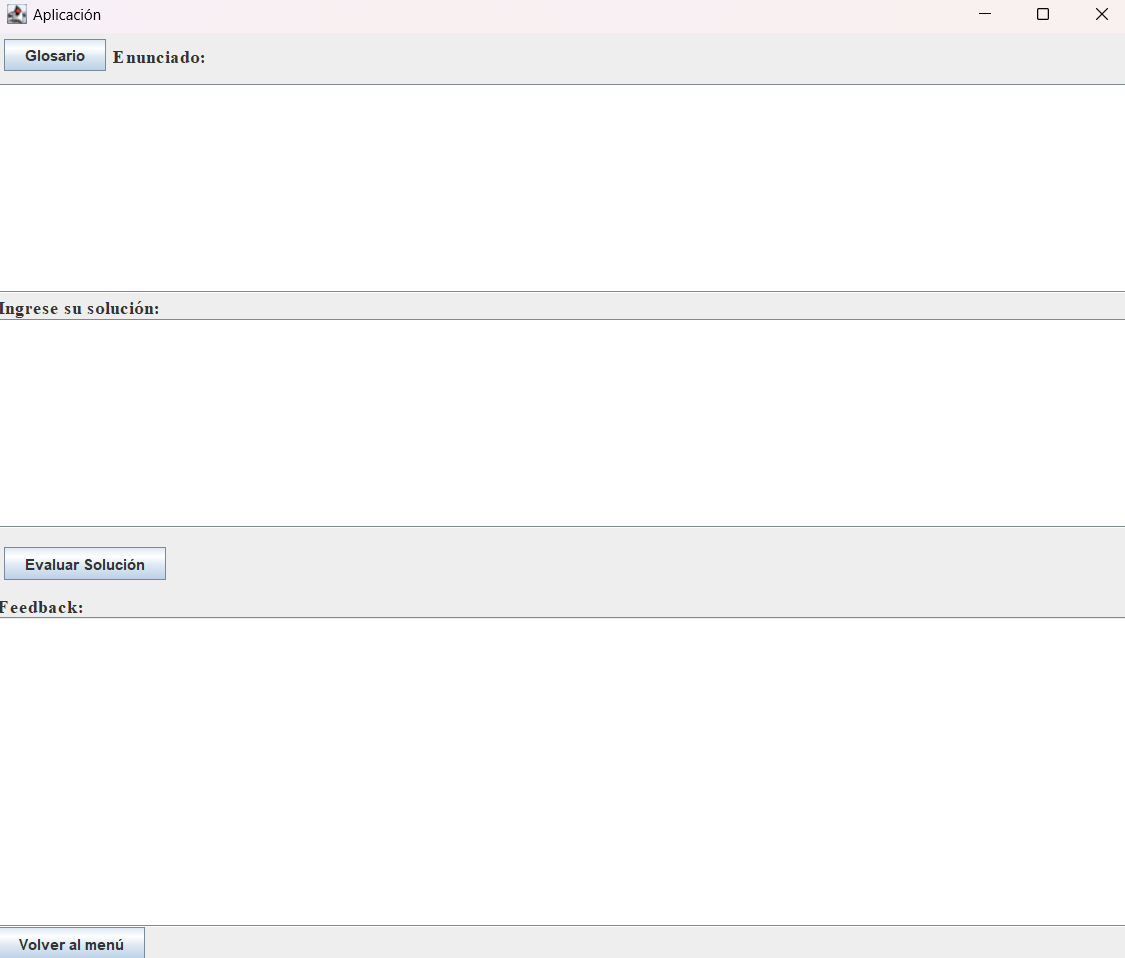 Aplicación
Glosario Enunciado:
Ingrese su solución:
Evaluar Solución
Feedback:
Volver al menú